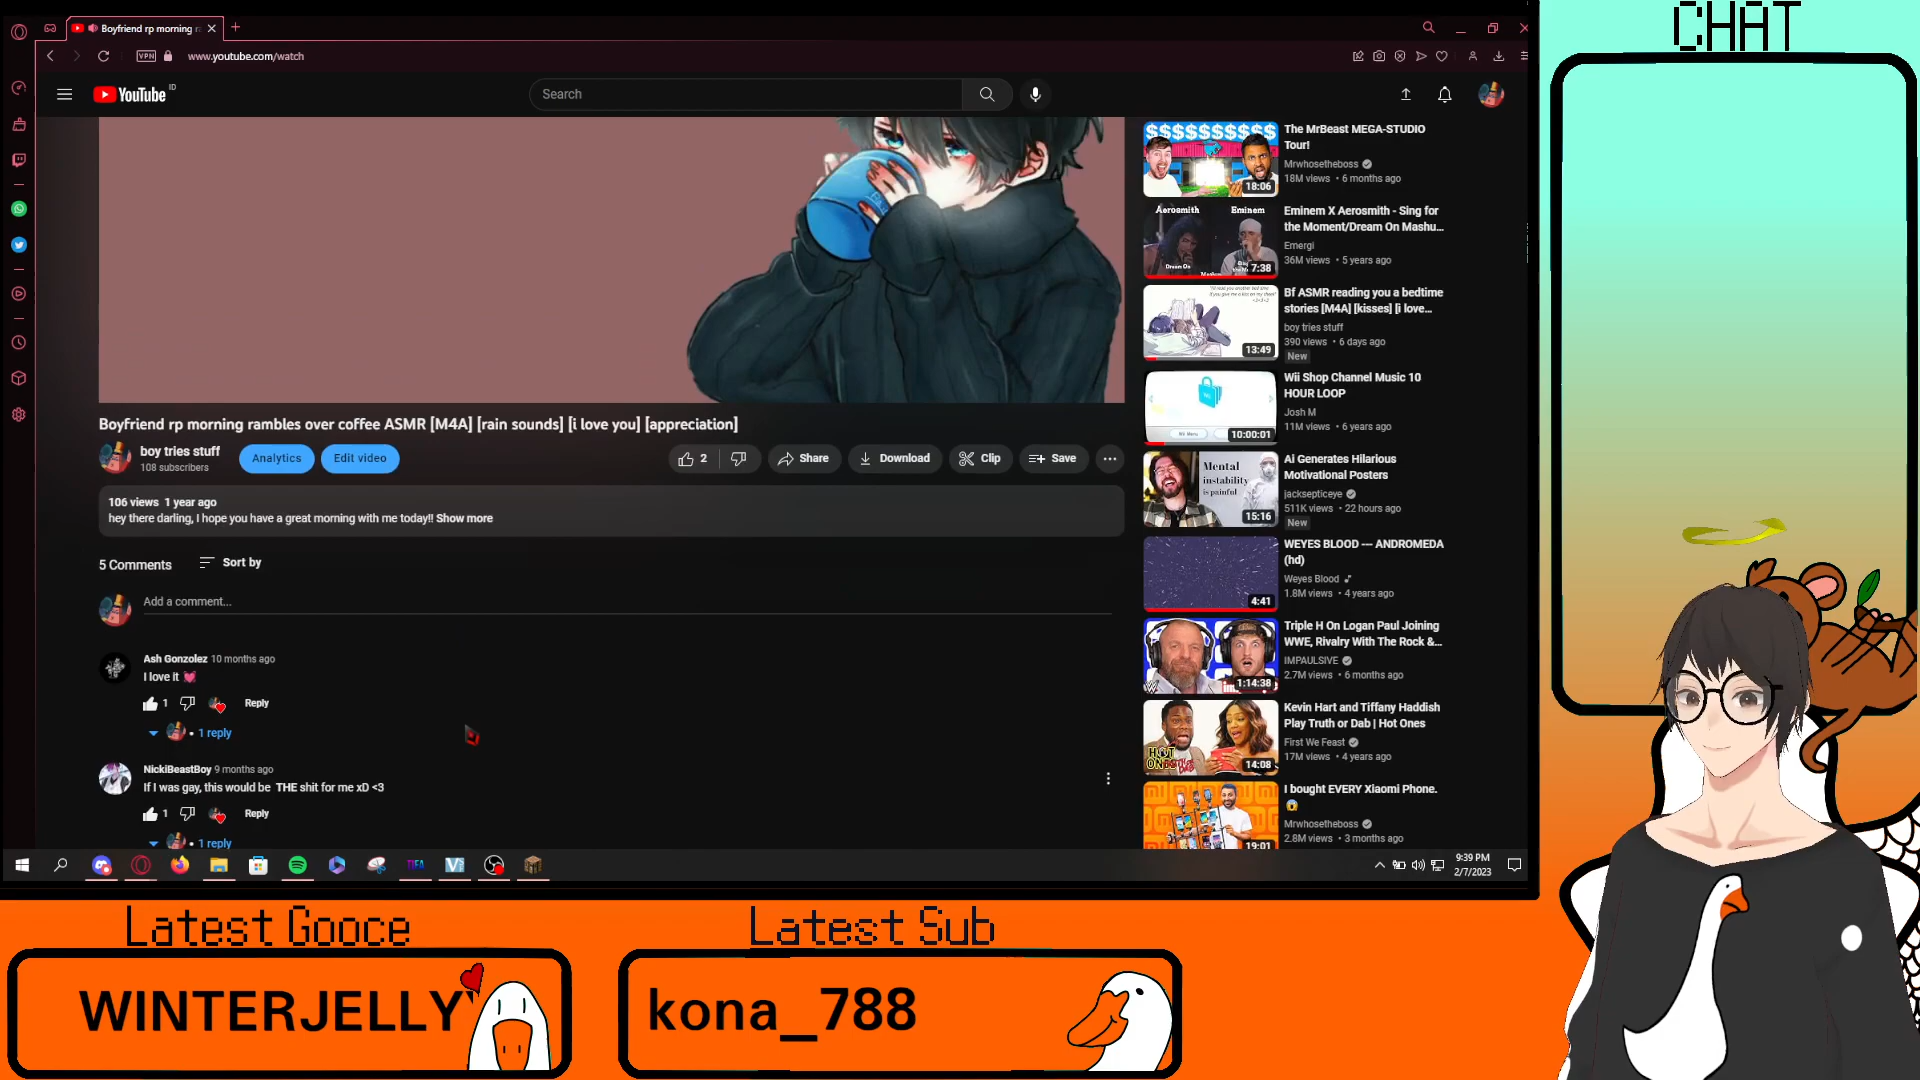 CHAT
Boyfriend rp morning r
VPN
www.youtube.com/watch
YouTube ID
Search
Boyfriend rp morning rambles over coffee ASMR [M4A] [rain sounds] [i love you] [appreciation]
boy tries stuff
108 subscribers
Analytics
Edit video
2
Share
Download
Clip
Save
106 views 1 year ago
hey there darling, I hope you have a great morning with me today!! Show more
5 Comments
Sort by
Add a comment...
Ash Gonzolez 10 months ago
I love it 💓
1
Reply
• 1 reply
NickiBeastBoy 9 months ago
If I was gay, this would be THE shit for me xD <3
1
Reply
• 1 reply
$$$$$$$$$$
18:06
The MrBeast MEGA-STUDIO
Tour!
Mrwhosetheboss
18M views • 6 months ago
Aerosmith
Eminem
Dream On
7:38
Eminem X Aerosmith - Sing for
the Moment/Dream On Mashu...
Emergi
36M views • 5 years ago
13:49
Bf ASMR reading you a bedtime
stories [M4A] [kisses] [i love...
boy tries stuff
390 views • 6 days ago
New
10:00:01
Wii Shop Channel Music 10
HOUR LOOP
Josh M
11M views • 6 years ago
Mental
instability
is painful
15:16
Ai Generates Hilarious
Motivational Posters
jacksepticeye
511K views • 22 hours ago
New
4:41
WEYES BLOOD --- ANDROMEDA
(hd)
Weyes Blood
1.8M views • 4 years ago
1:14:38
Triple H On Logan Paul Joining
WWE, Rivalry With The Rock &...
IMPAULSIVE
2.7M views • 6 months ago
HOT
ONES
14:08
Kevin Hart and Tiffany Haddish
Play Truth or Dab | Hot Ones
First We Feast
17M views • 4 years ago
19:01
I bought EVERY Xiaomi Phone.
😱
Mrwhosetheboss
2.8M views • 3 months ago
TIFA
9:39 PM
2/7/2023
Latest Gooce
WINTERJELLY
Latest Sub
kona_788